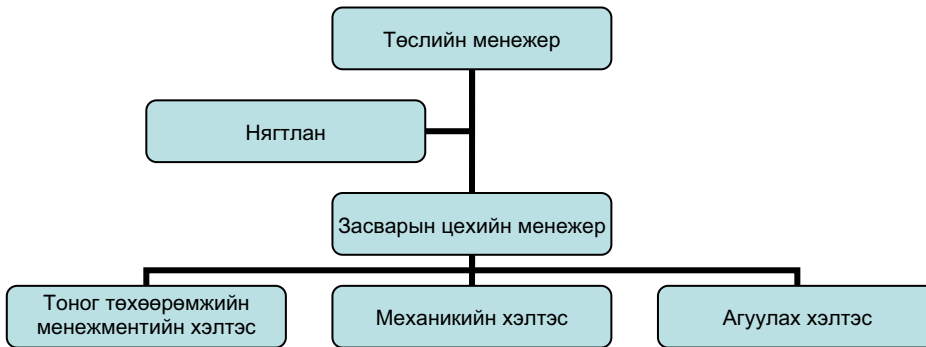 Төслийн менежер
Нягтлан
Засварын цехийн менежер
Тоног төхөөрөмжийн
менежментийн хэлтэс
Механикийн хэлтэс
Агуулах хэлтэс